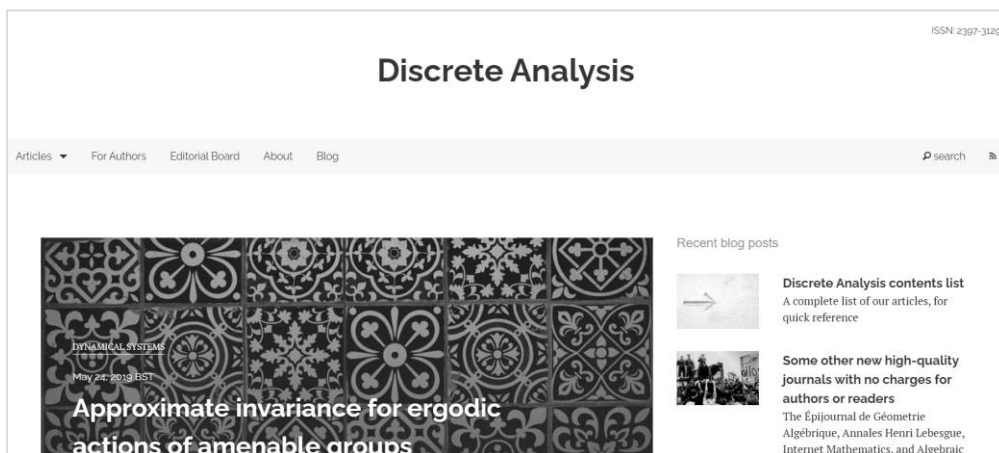 ISSN: 2397-3129
Discrete Analysis
Articles
For Authors
Editorial Board
About
Blog
search
DYNAMICAL SYSTEMS
May 24, 2019 BST
Approximate invariance for ergodic
actions of amenable groups
Recent blog posts
Discrete Analysis contents list
A complete list of our articles, for
quick reference
Some other new high-quality
journals with no charges for
authors or readers
The Épijournal de Géometrie
Algébrique, Annales Henri Lebesgue,
Internet Mathematics, and Algebraic